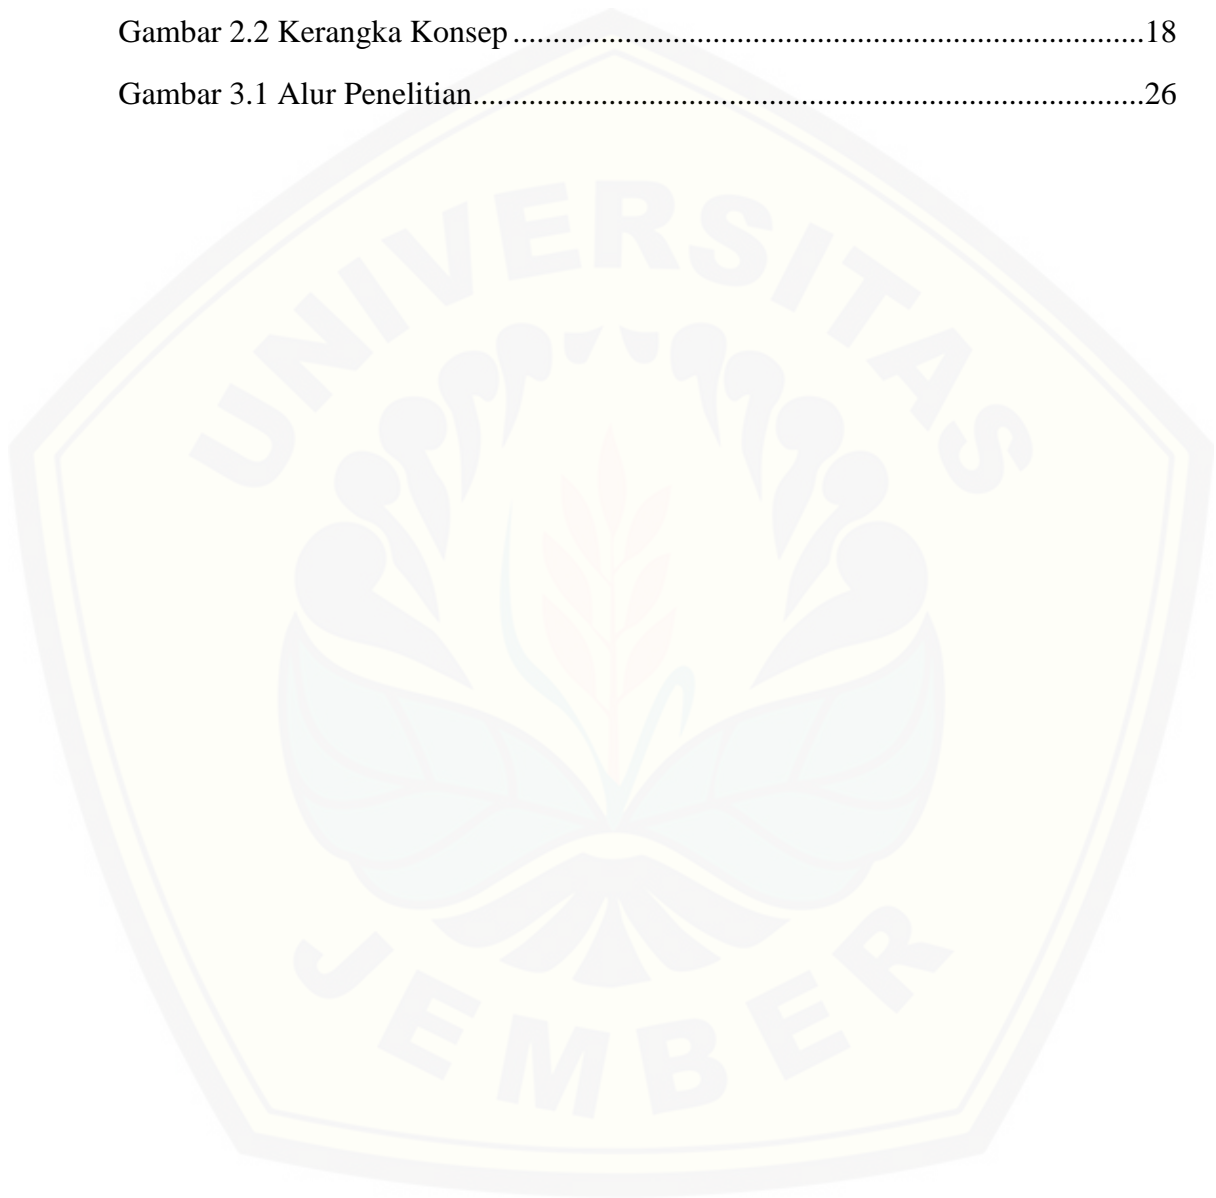 Gambar 2.2 Kerangka Konsep ................................................................................18
Gambar 3.1 Alur Penelitian.....................................................................................26
UNIVERSITAS
JEMBER